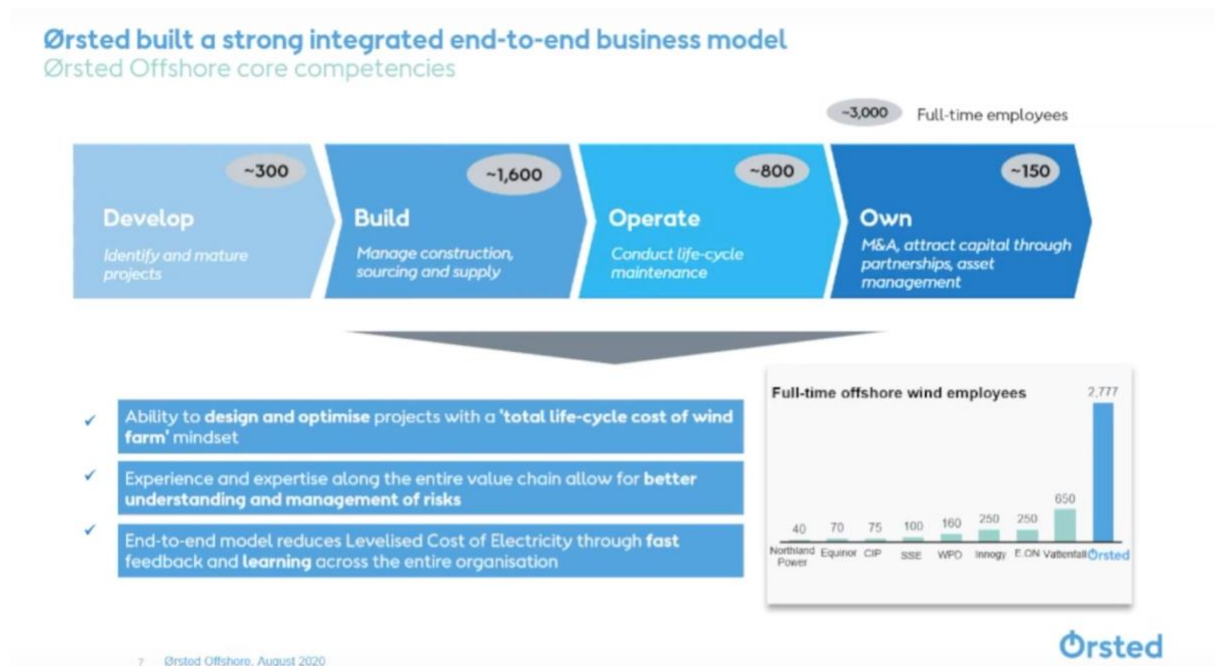 Ørsted built a strong integrated end-to-end business model
Ørsted Offshore core competencies
~3,000 Full-time employees
~300
Develop
Identify and mature
projects
~1,600
Build
Manage construction,
sourcing and supply
~800
Operate
Conduct life-cycle
maintenance
~150
Own
M&A, attract capital through
partnerships, asset
management
✓ Ability to design and optimise projects with a 'total life-cycle cost of wind
farm' mindset
✓ Experience and expertise along the entire value chain allow for better
understanding and management of risks
✓ End-to-end model reduces Levelised Cost of Electricity through fast
feedback and learning across the entire organisation
Full-time offshore wind employees
40 70 75 100 160 250 250 650 2,777
Northland
Power
Equinor
CIP
SSE
WPD
Innogy
E.ON
Vattenfall
Ørsted
7 Ørsted Offshore, August 2020
Ørsted